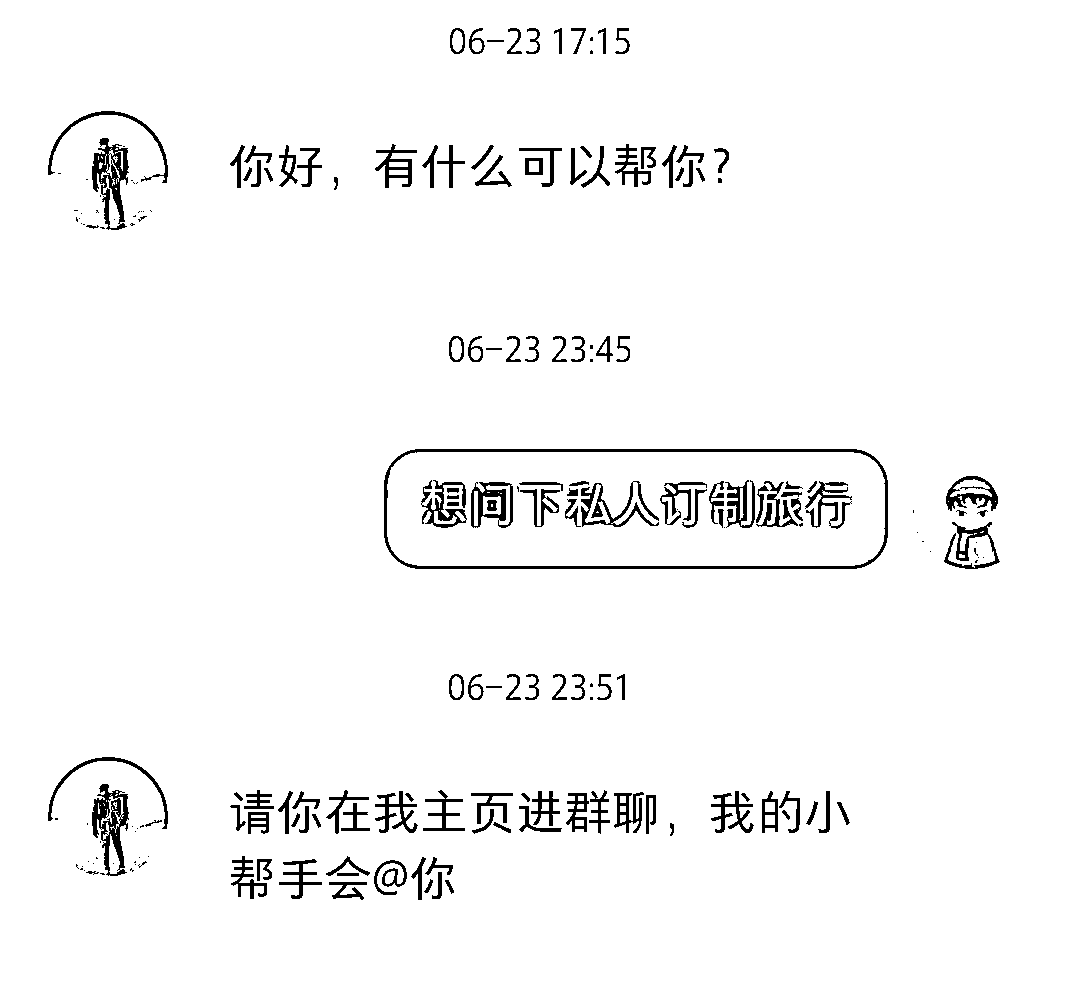 06-23 17:15
你好，有什么可以帮你？
06-23 23:45
想问下私人订制旅行
06-23 23:51
请你在我主页进群聊，我的小
帮手会@你